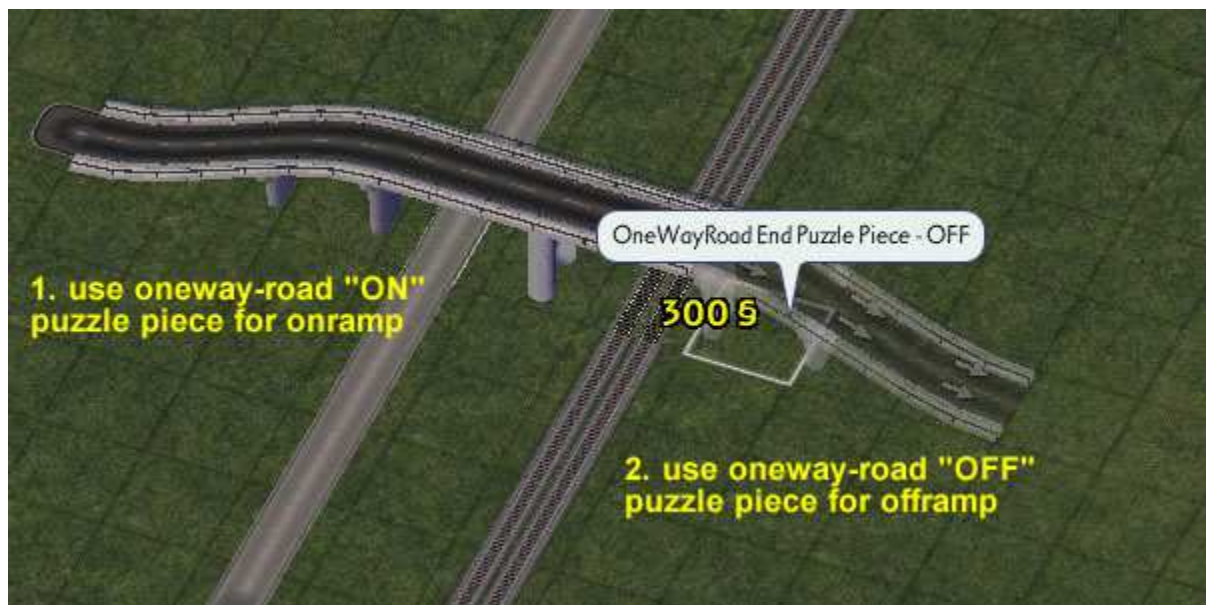 OneWayRoad End Puzzle Piece - OFF
1. use oneway-road "ON"
puzzle piece for onramp
300 §
2. use oneway-road "OFF"
puzzle piece for offramp